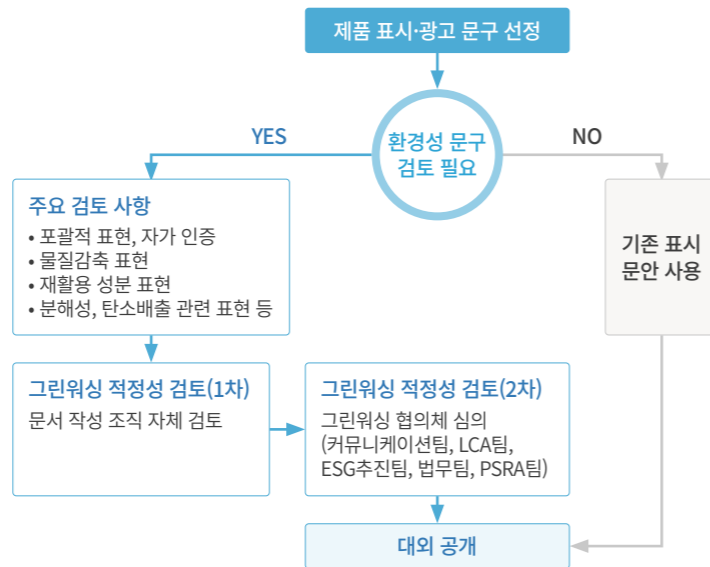 제품 표시·광고 문구 선정
환경성 문구
검토 필요
YES
NO
주요 검토 사항
• 포괄적 표현, 자가 인증
• 물질감축 표현
• 재활용 성분 표현
• 분해성, 탄소배출 관련 표현 등
기존 표시
문안 사용
그린워싱 적정성 검토(1차)
문서 작성 조직 자체 검토
그린워싱 적정성 검토(2차)
그린워싱 협의체 심의
(커뮤니케이션팀, LCA팀,
ESG추진팀, 법무팀, PSRA팀)
대외 공개